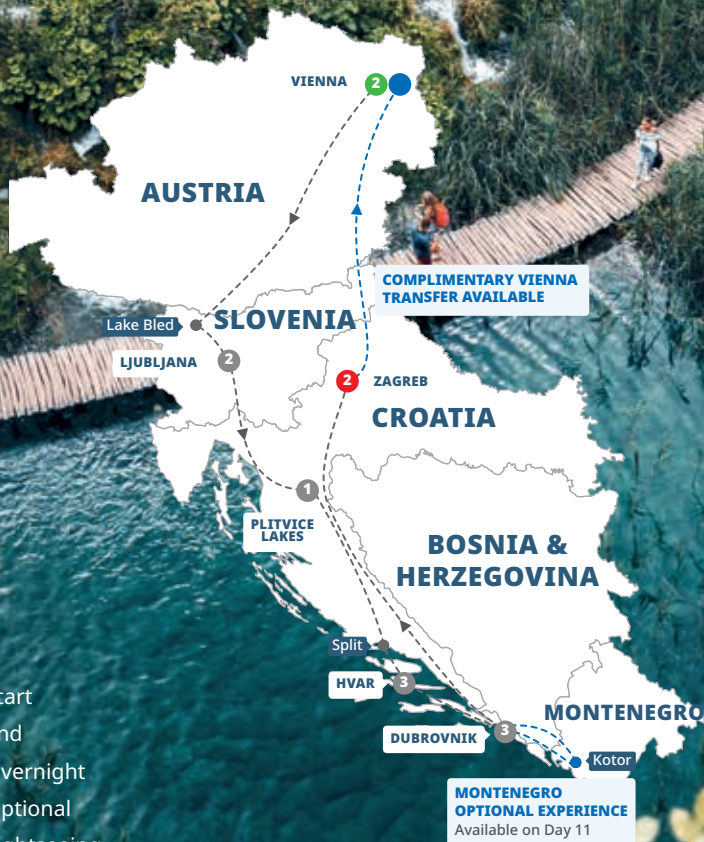 VIENNA
2
AUSTRIA
COMPLIMENTARY VIENNA
TRANSFER AVAILABLE
Lake Bled
SLOVENIA
LJUBLJANA
2
2
ZAGREB
CROATIA
1
PLITVICE
LAKES
BOSNIA &
HERZEGOVINA
Split
HVAR
3
MONTENEGRO
DUBROVNIK
3
Kotor
MONTENEGRO
OPTIONAL EXPERIENCE
Available on Day 11
tart
nd
vernight
ptional